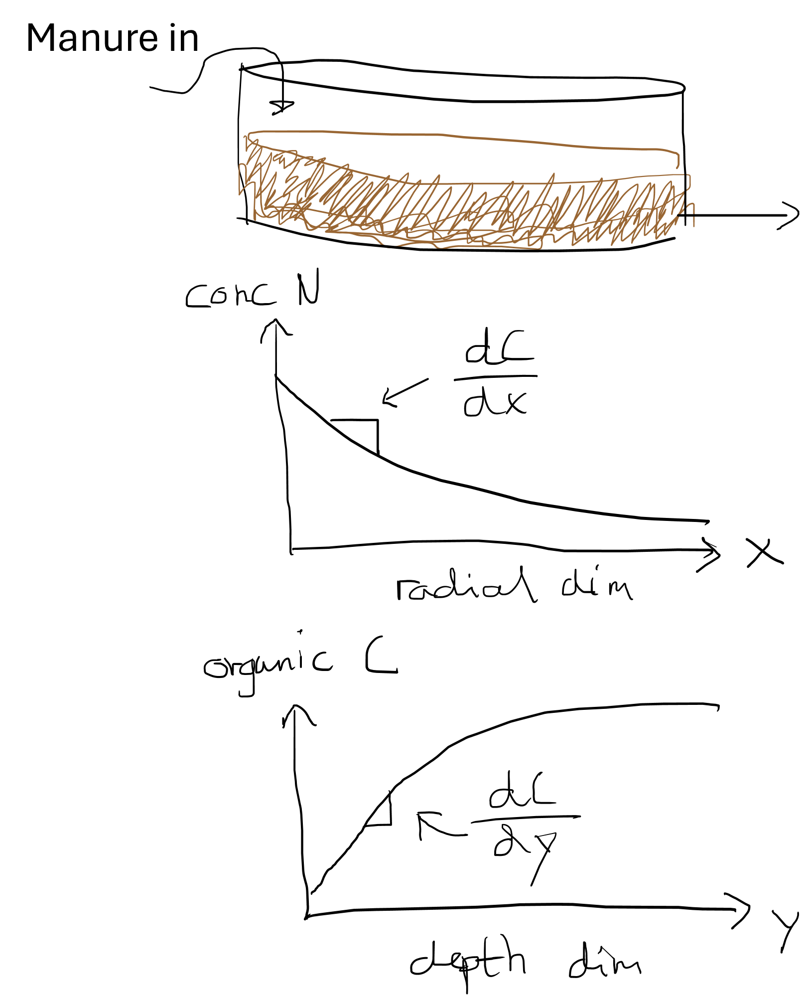 Manure in
conc N
dC
dx
X
radial dim
organic C
dC
dy
Y
depth dim